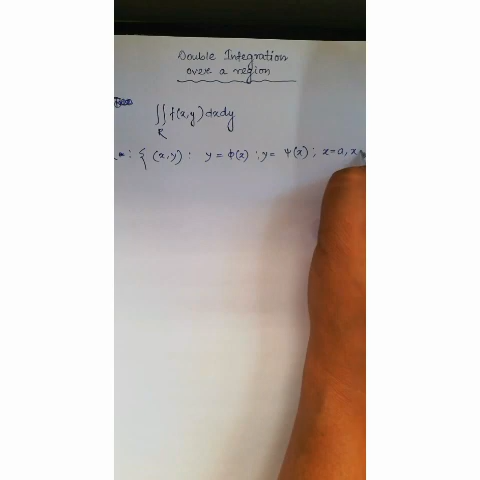 Double Integration
over a region
∬ f(x,y) dxdy
R
: { (x,y) : y = φ(x) : y = ψ(x) ; x=a, x